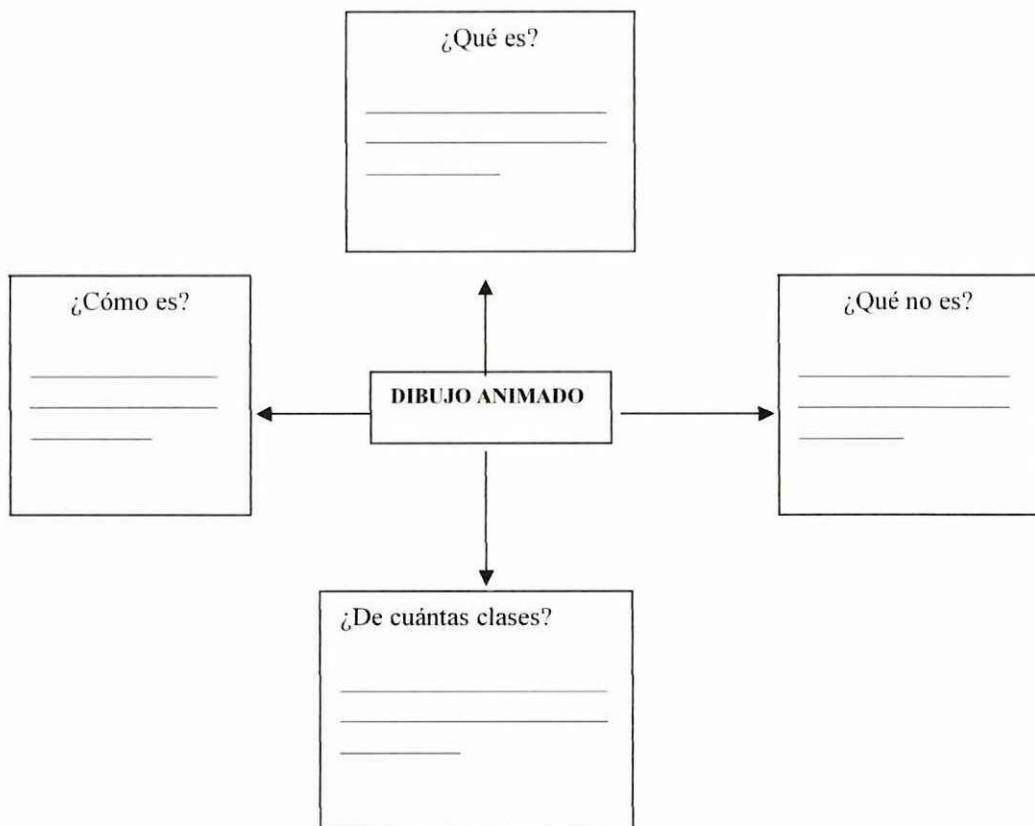 ¿Qué es?
¿Cómo es?
¿Qué no es?
DIBUJO ANIMADO
¿De cuántas clases?